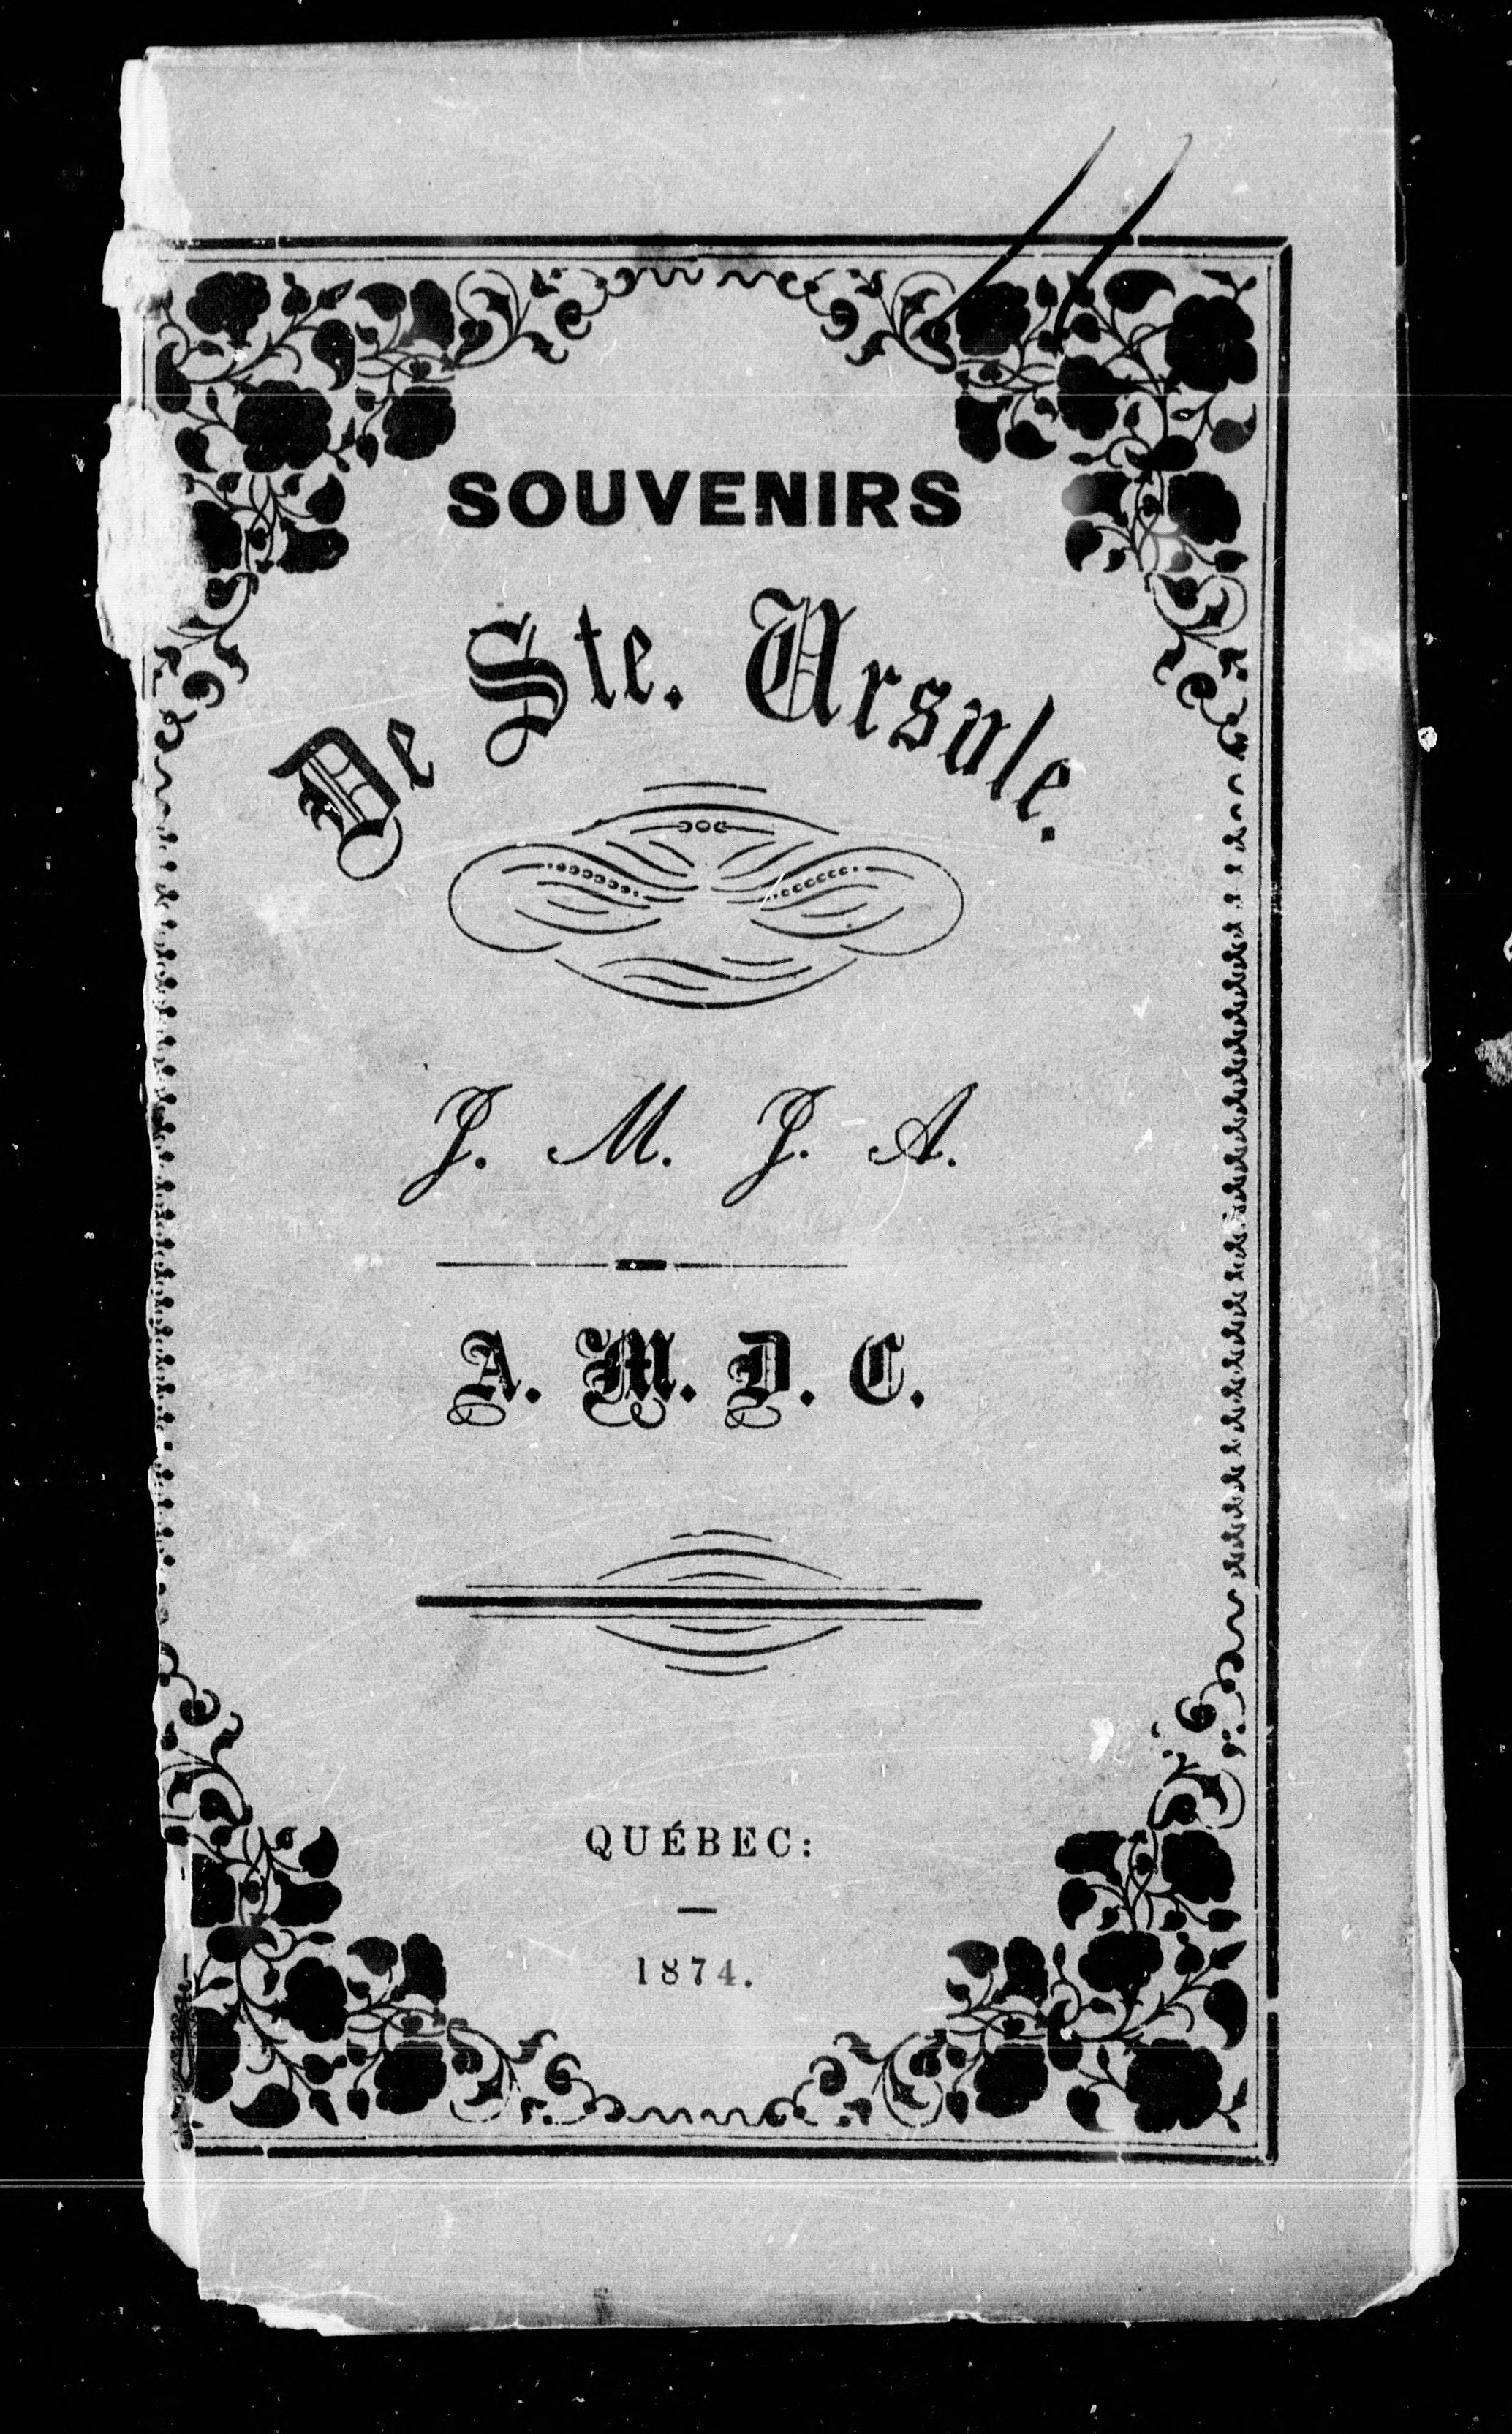 SOUVENIRS
De Ste. Ursule.
J. M. J. A.
A. M. D. C.
QUÉBEC:
1874.